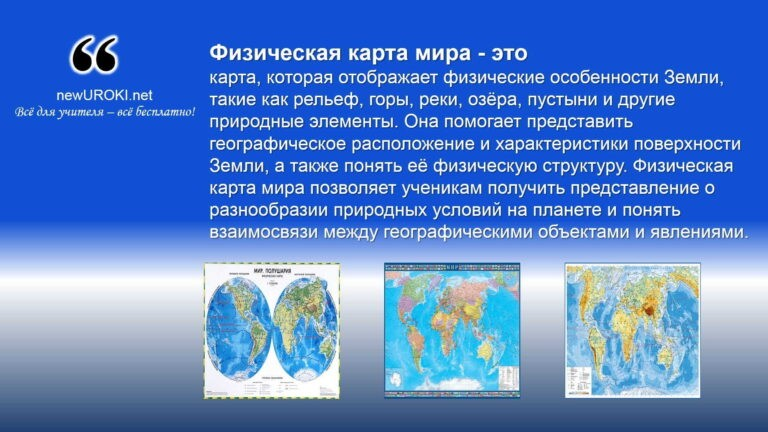 newUROKI.net
Всё для учителя – всё бесплатно!
Физическая карта мира - это
карта, которая отображает физические особенности Земли,
такие как рельеф, горы, реки, озёра, пустыни и другие
природные элементы. Она помогает представить
географическое расположение и характеристики поверхности
Земли, а также понять её физическую структуру. Физическая
карта мира позволяет ученикам получить представление о
разнообразии природных условий на планете и понять
взаимосвязи между географическими объектами и явлениями.
МИР. ПОЛУШАРИЯ
МИР